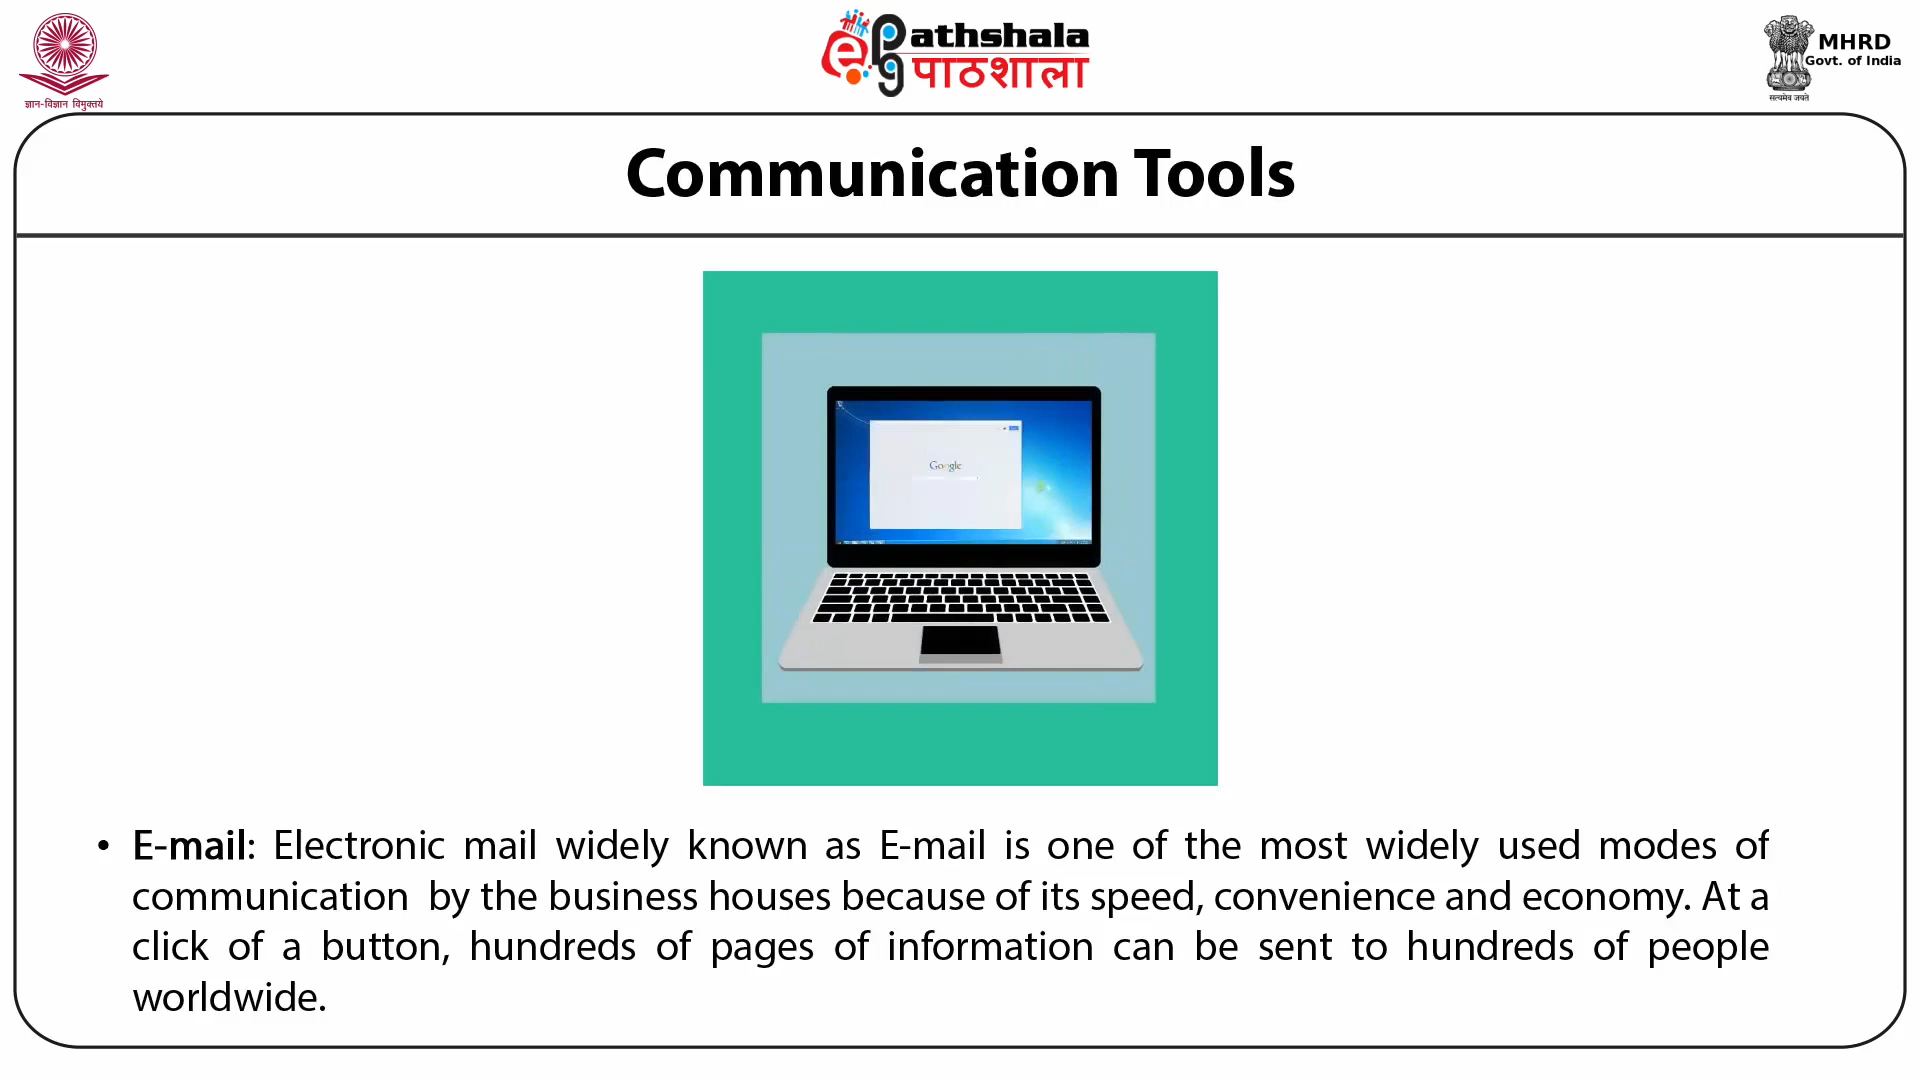 ज्ञान-विज्ञान विमुक्तये
e Pg
athshala
पाठशाला
MHRD
Govt. of India
सत्यमेव जयते
Communication Tools
Google
• E-mail: Electronic mail widely known as E-mail is one of the most widely used modes of
communication by the business houses because of its speed, convenience and economy. At a
click of a button, hundreds of pages of information can be sent to hundreds of people
worldwide.